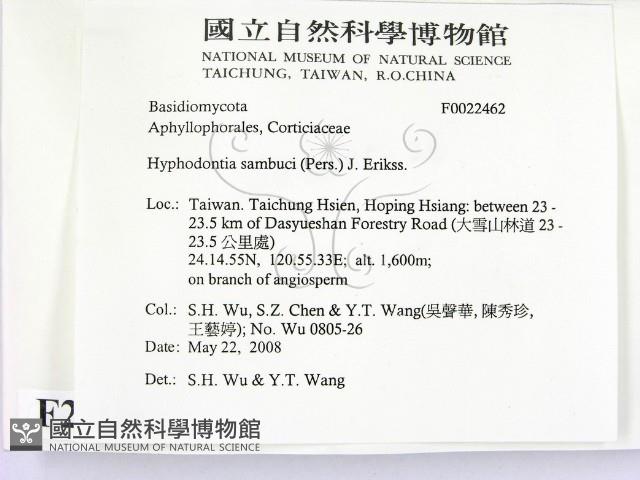 國立自然科學博物館
NATIONAL MUSEUM OF NATURAL SCIENCE
TAICHUNG, TAIWAN, R.O.CHINA
Basidiomycota F0022462
Aphyllophorales, Corticiaceae
Hyphodontia sambuci (Pers.) J. Erikss.
Loc.: Taiwan. Taichung Hsien, Hoping Hsiang: between 23 -
23.5 km of Dasyueshan Forestry Road (大雪山林道 23 -
23.5 公里處)
24.14.55N, 120.55.33E; alt. 1,600m;
on branch of angiosperm
Col.: S.H. Wu, S.Z. Chen & Y.T. Wang(吳聲華, 陳秀珍,
王藝婷); No. Wu 0805-26
Date: May 22, 2008
Det.: S.H. Wu & Y.T. Wang
F2
國立自然科學博物館
NATIONAL MUSEUM OF NATURAL SCIENCE